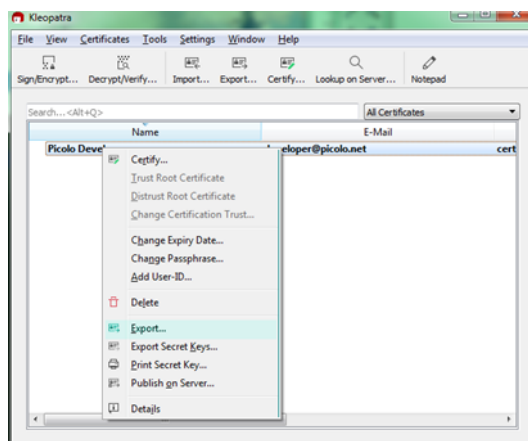 Kleopatra
File View Certificates Tools Settings Window Help
Sign/Encrypt... Decrypt/Verify... Import... Export... Certify... Lookup on Server... Notepad
Search...<Alt+Q> All Certificates
Name E-Mail
Picolo Deve eloper@picolo.net cert
Certify...
Trust Root Certificate
Distrust Root Certificate
Change Certification Trust...
Change Expiry Date...
Change Passphrase...
Add User-ID...
Delete
Export...
Export Secret Keys...
Print Secret Key...
Publish on Server...
Details